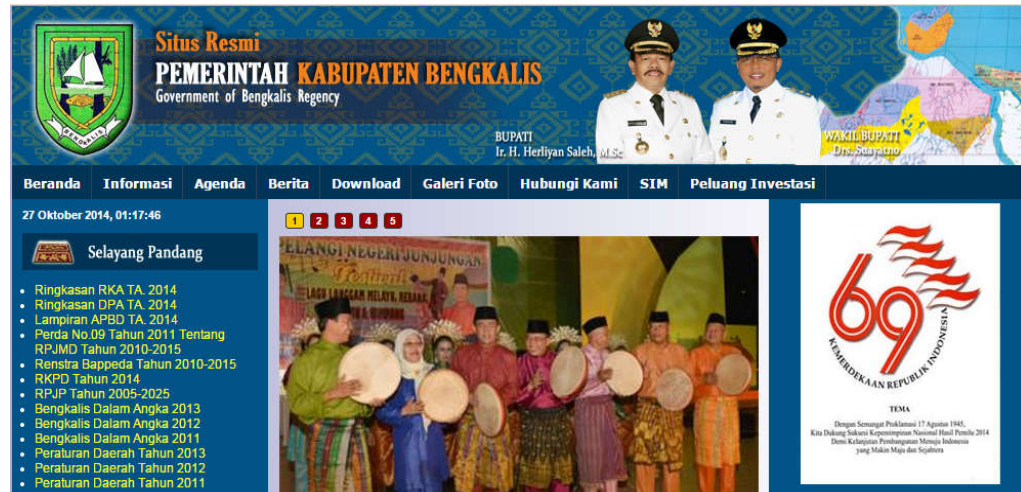 Situs Resmi
PEMERINTAH KABUPATEN BENGKALIS
Government of Bengkalis Regency
BENGKALIS
BUPATI
Ir. H. Herliyan Saleh, M.Sc
WAKIL BUPATI
Drs. Suayatno
Beranda Informasi Agenda Berita Download Galeri Foto Hubungi Kami SIM Peluang Investasi
27 Oktober 2014, 01:17:46
Selayang Pandang
Ringkasan RKA TA. 2014
Ringkasan DPA TA. 2014
Lampiran APBD TA. 2014
Perda No.09 Tahun 2011 Tentang
RPJMD Tahun 2010-2015
Renstra Bappeda Tahun 2010-2015
RKPD Tahun 2014
RPJP Tahun 2005-2025
Bengkalis Dalam Angka 2013
Bengkalis Dalam Angka 2012
Bengkalis Dalam Angka 2011
Peraturan Daerah Tahun 2013
Peraturan Daerah Tahun 2012
Peraturan Daerah Tahun 2011
1 2 3 4 5
PELANGI NEGERI JUNJUNGAN
Festival
LAGU LANGGAM MELAYU,
69
KEMERDEKAAN REPUBLIK INDONESIA
TEMA
Dengan Semangat Proklamasi 17 Agustus 1945,
Kita Dukung Suksesi Kepemimpinan Nasional Hasil Pemilu 2014
Demi Kelanjutan Pembangunan Menuju Indonesia
yang Makin Maju dan Sejahtera